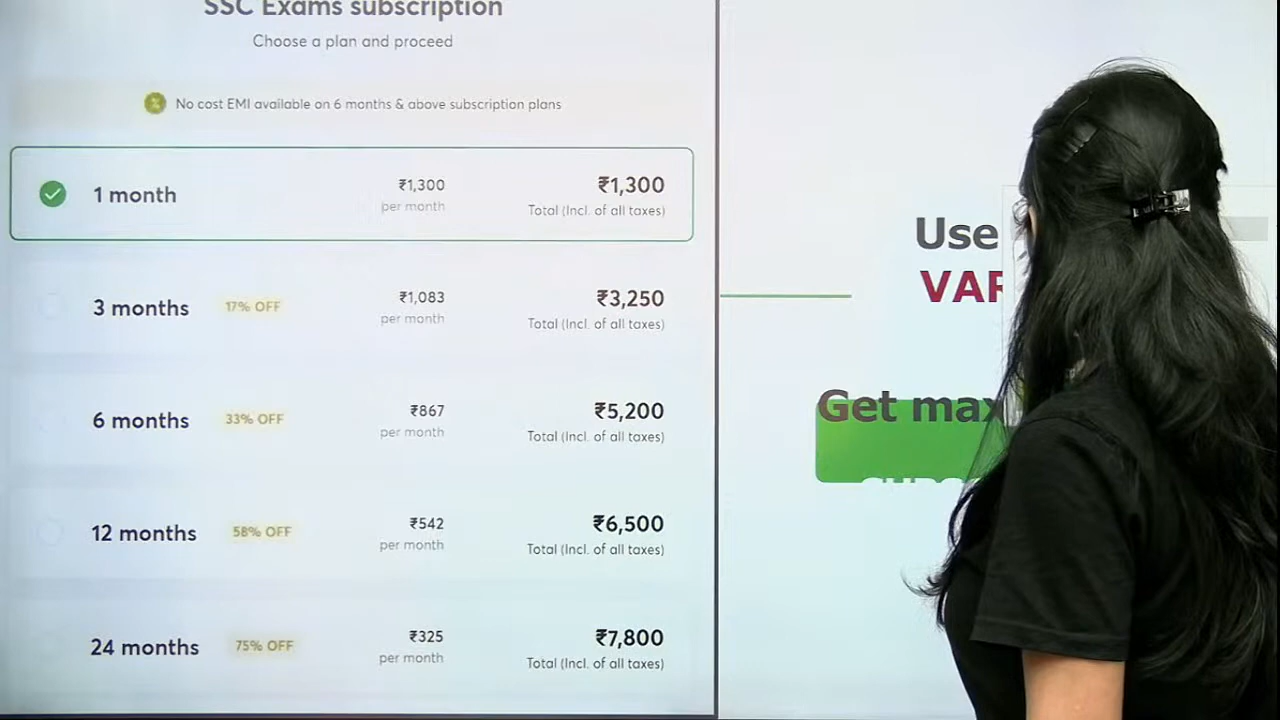 SSC Exams subscription
Choose a plan and proceed
No cost EMI available on 6 months & above subscription plans
1 month
₹1,300
per month
₹1,300
Total (Incl. of all taxes)
3 months
17% OFF
₹1,083
per month
₹3,250
Total (Incl. of all taxes)
6 months
33% OFF
₹867
per month
₹5,200
Total (Incl. of all taxes)
12 months
58% OFF
₹542
per month
₹6,500
Total (Incl. of all taxes)
24 months
75% OFF
₹325
per month
₹7,800
Total (Incl. of all taxes)
Use
VAR
Get max